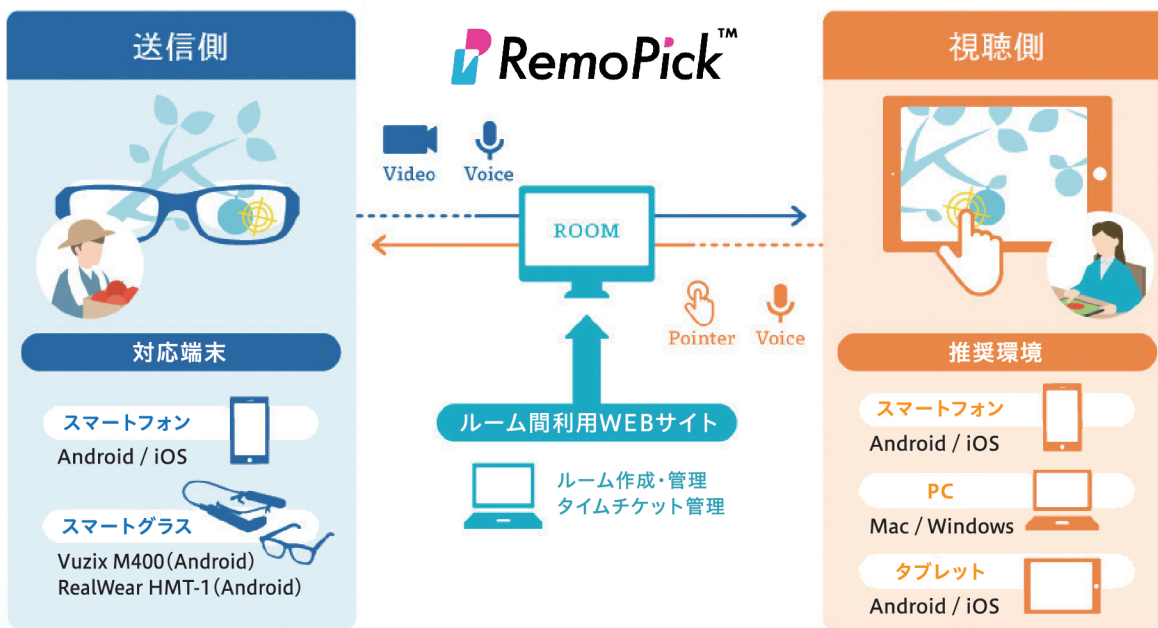 送信側
対応端末
スマートフォン
Android / iOS
スマートグラス
Vuzix M400(Android)
RealWear HMT-1(Android)
RemoPick™
Video
Voice
ROOM
Pointer
Voice
ルーム間利用WEBサイト
ルーム作成・管理
タイムチケット管理
視聴側
推奨環境
スマートフォン
Android / iOS
PC
Mac / Windows
タブレット
Android / iOS